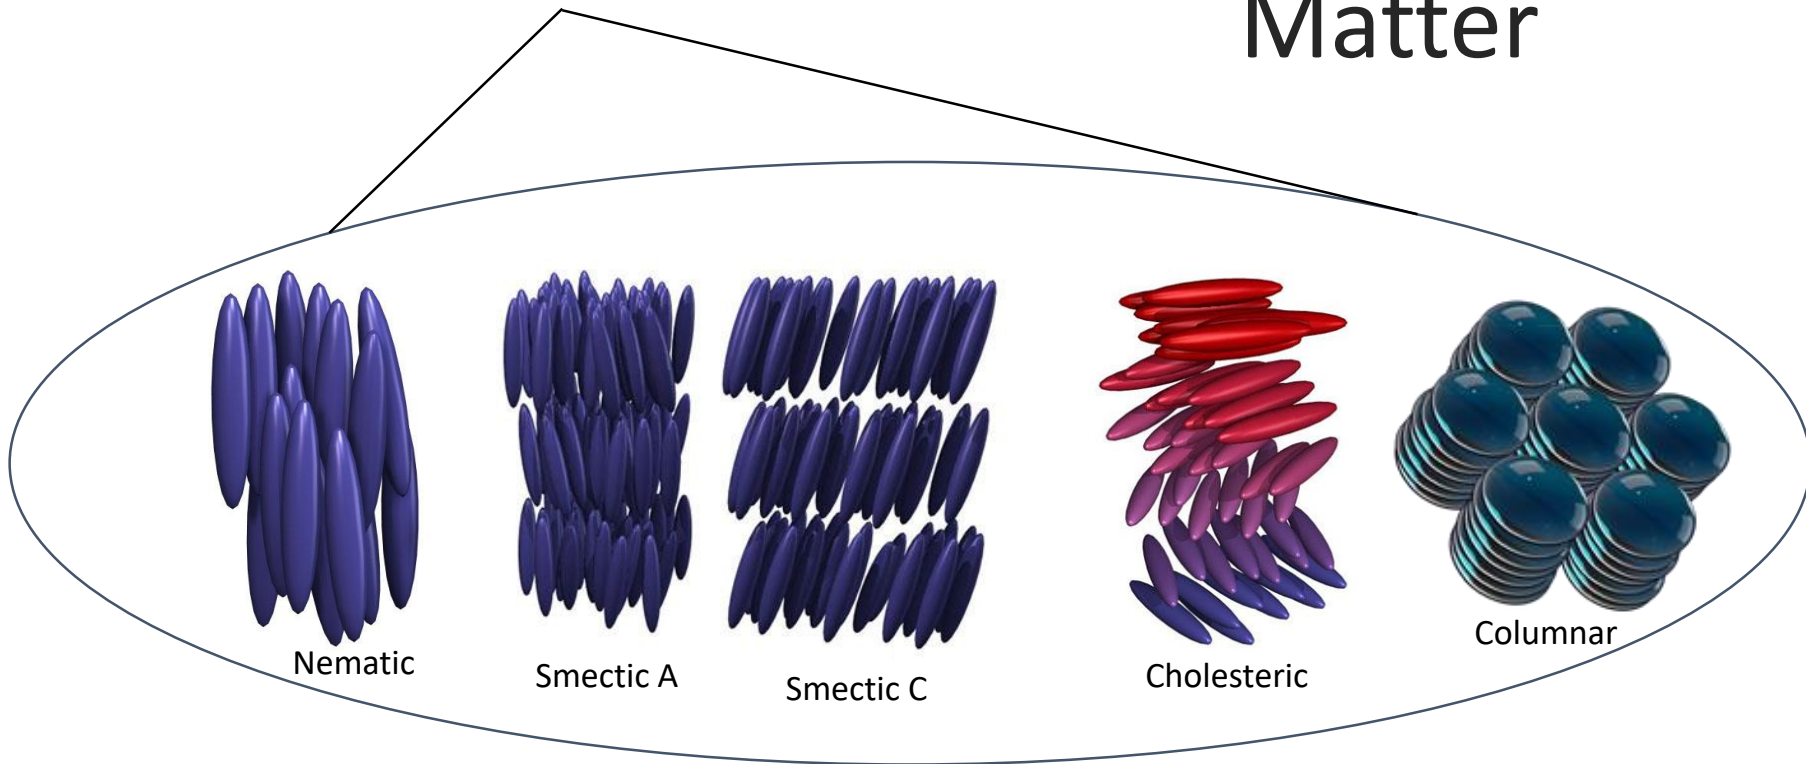 Matter
Nematic
Smectic A
Smectic C
Cholesteric
Columnar